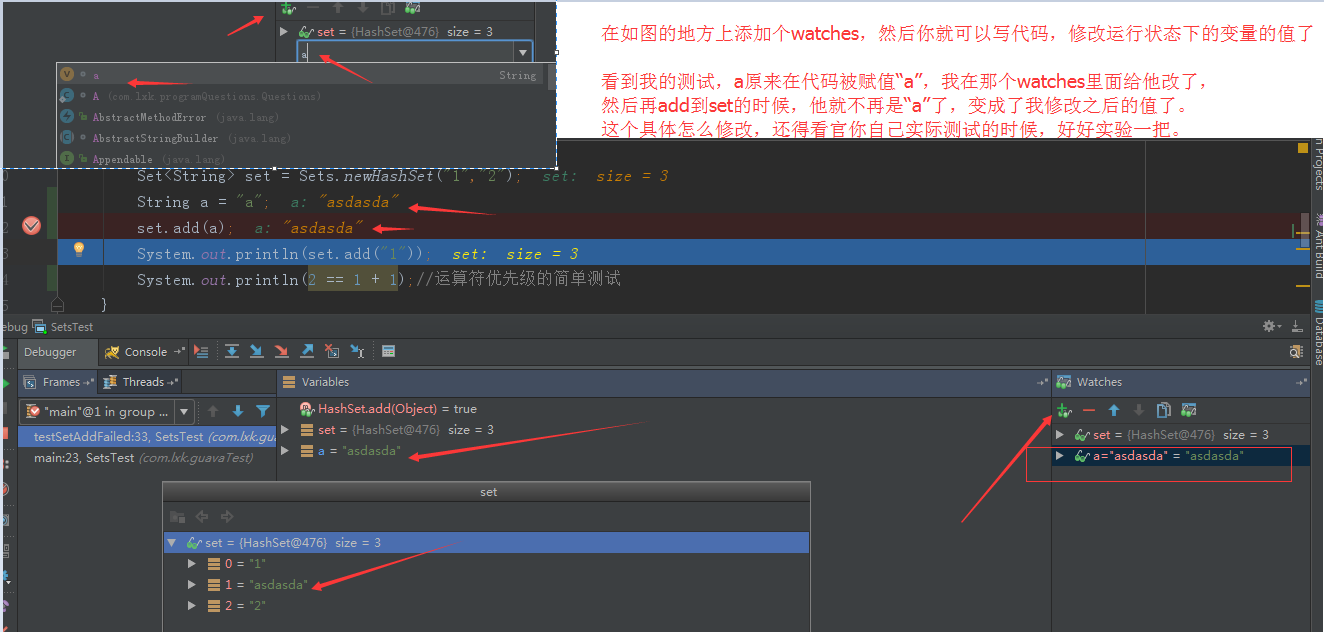 set = {HashSet@476} size = 3
a
a String
A (com.lxk.programQuestions.Questions)
AbstractMethodError (java.lang)
AbstractStringBuilder (java.lang)
Appendable (java.lang)
在如图的地方上添加个watches，然后你就可以写代码，修改运行状态下的变量的值了
看到我的测试，a原来在代码被赋值“a”，我在那个watches里面给他改了，
然后再add到set的时候，他就不再是“a”了，变成了我修改之后的值了。
这个具体怎么修改，还得看官你自己实际测试的时候，好好实验一把。
Set<String> set = Sets.newHashSet("1","2"); set: size = 3
String a = "a"; a: "asdasda"
set.add(a); a: "asdasda"
System.out.println(set.add("1")); set: size = 3
System.out.println(2 == 1 + 1);//运算符优先级的简单测试
}
n Projects
Ant Build
Database
ebug SetsTest
Debugger Console
Frames Threads Variables Watches
"main"@1 in group ...
testSetAddFailed:33, SetsTest (com.lxk.gua
main:23, SetsTest (com.lxk.guavaTest)
HashSet.add(Object) = true
set = {HashSet@476} size = 3
a = "asdasda"
set = {HashSet@476} size = 3
a="asdasda" = "asdasda"
set
set = {HashSet@476} size = 3
0 = "1"
1 = "asdasda"
2 = "2"